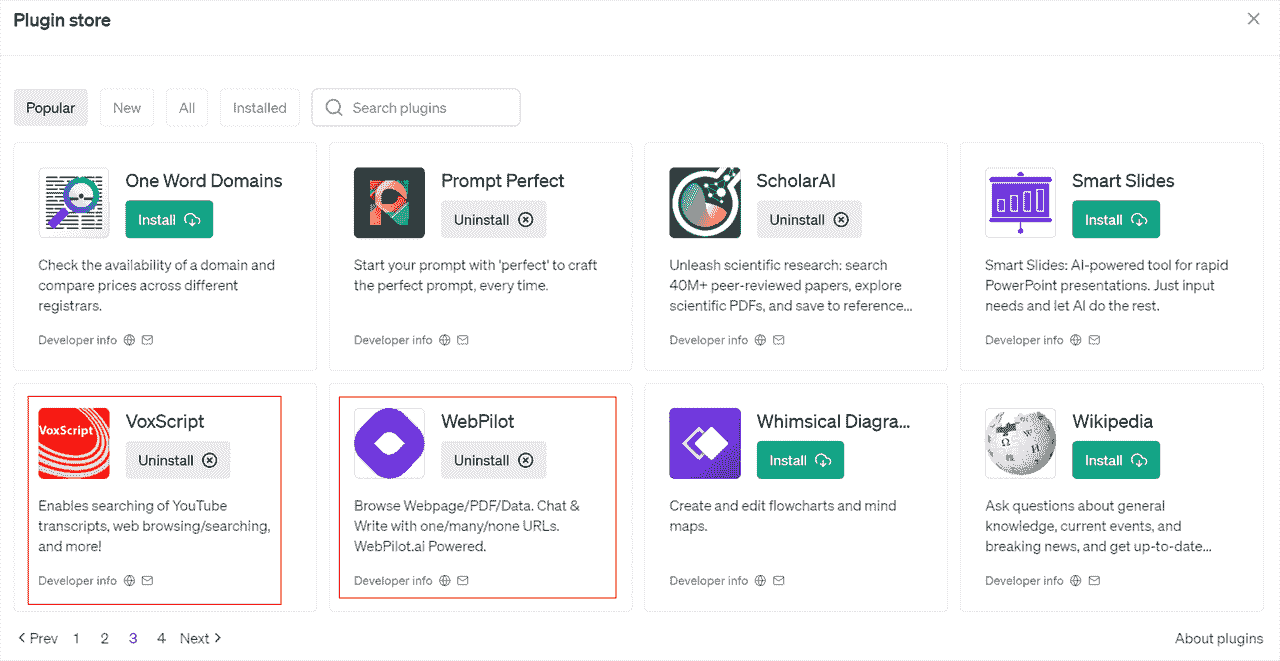 Plugin store
Popular
New
All
Installed
Search plugins
One Word Domains
Install
Check the availability of a domain and
compare prices across different
registrars.
Developer info
Prompt Perfect
Uninstall
Start your prompt with 'perfect' to craft
the perfect prompt, every time.
Developer info
ScholarAI
Uninstall
Unleash scientific research: search
40M+ peer-reviewed papers, explore
scientific PDFs, and save to reference...
Developer info
Smart Slides
Install
Smart Slides: AI-powered tool for rapid
PowerPoint presentations. Just input
needs and let AI do the rest.
Developer info
VoxScript
VoxScript
Uninstall
Enables searching of YouTube
transcripts, web browsing/searching,
and more!
Developer info
WebPilot
Uninstall
Browse Webpage/PDF/Data. Chat &
Write with one/many/none URLs.
WebPilot.ai Powered.
Developer info
Whimsical Diagra...
Install
Create and edit flowcharts and mind
maps.
Developer info
Wikipedia
Install
Ask questions about general
knowledge, current events, and
breaking news, and get up-to-date...
Developer info
Prev 1 2 3 4 Next
About plugins